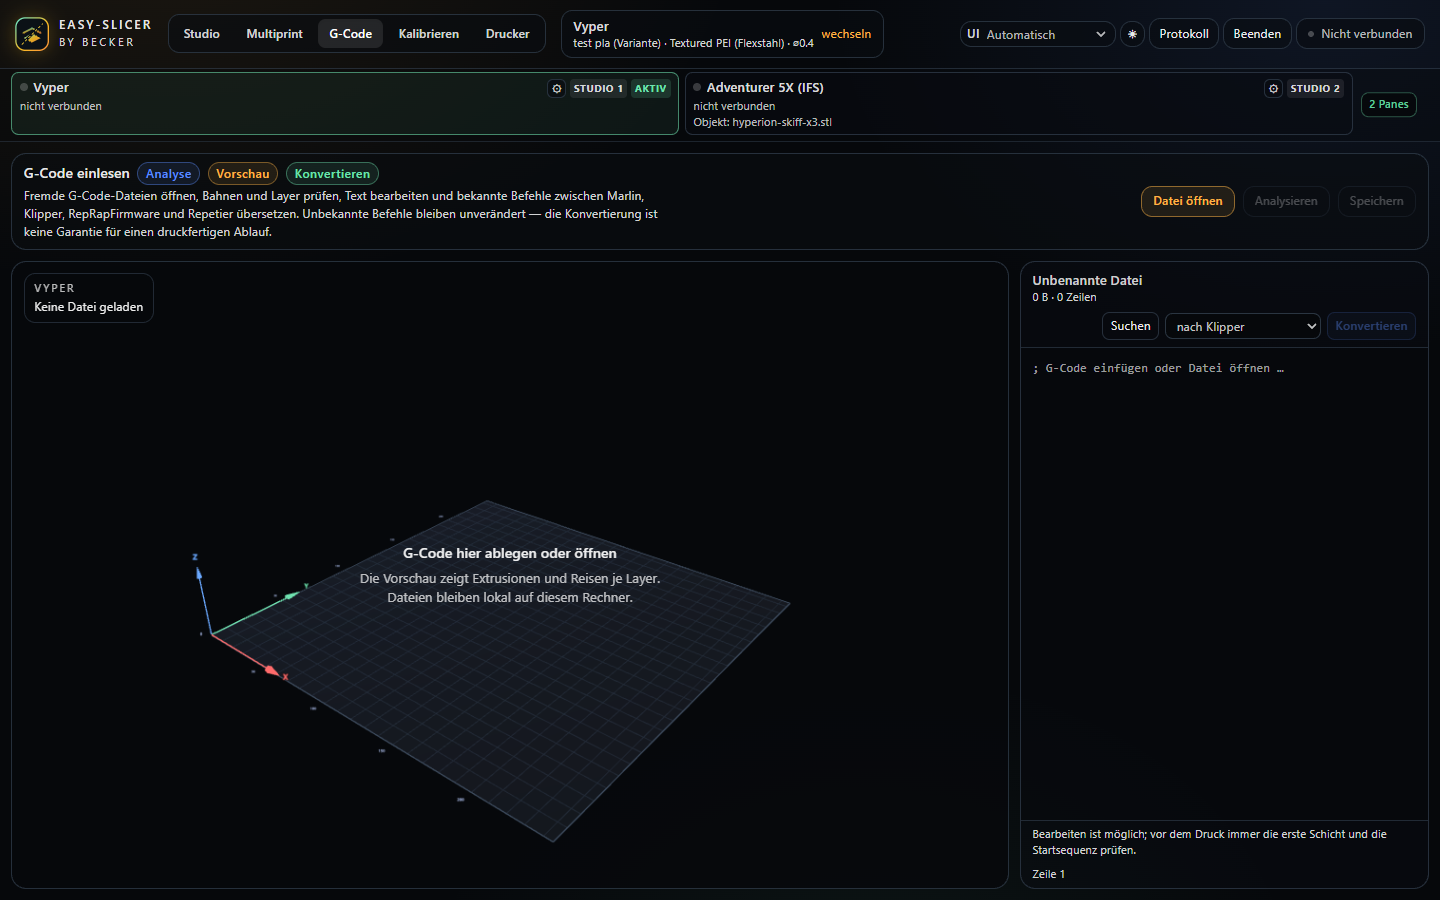 EASY-SLICER
BY BECKER
Studio
Multiprint
G-Code
Kalibrieren
Drucker
Vyper
test pla (Variante) · Textured PEI (Flexstahl) · ⌀0.4
wechseln
UI Automatisch
Protokoll
Beenden
Nicht verbunden
Vyper
nicht verbunden
STUDIO 1
AKTIV
Adventurer 5X (IFS)
nicht verbunden
Objekt: hyperion-skiff-x3.stl
STUDIO 2
2 Panes
G-Code einlesen
Analyse
Vorschau
Konvertieren
Fremde G-Code-Dateien öffnen, Bahnen und Layer prüfen, Text bearbeiten und bekannte Befehle zwischen Marlin,
Klipper, RepRapFirmware und Repetier übersetzen. Unbekannte Befehle bleiben unverändert — die Konvertierung ist
keine Garantie für einen druckfertigen Ablauf.
Datei öffnen
Analysieren
Speichern
VYPER
Keine Datei geladen
Z
Y
X
G-Code hier ablegen oder öffnen
Die Vorschau zeigt Extrusionen und Reisen je Layer.
Dateien bleiben lokal auf diesem Rechner.
Unbenannte Datei
0 B · 0 Zeilen
Suchen
nach Klipper
Konvertieren
; G-Code einfügen oder Datei öffnen …
Bearbeiten ist möglich; vor dem Druck immer die erste Schicht und die
Startsequenz prüfen.
Zeile 1